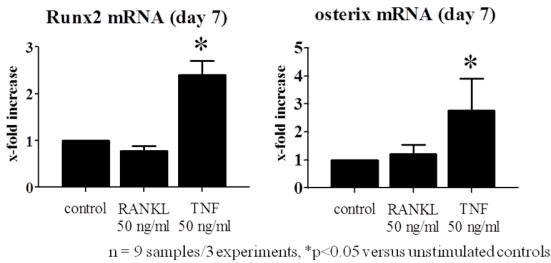 Runx2 mRNA (day 7)
x-fold increase
3
2
1
0
*
control
RANKL
50 ng/ml
TNF
50 ng/ml
osterix mRNA (day 7)
x-fold increase
5
4
3
2
1
0
*
control
RANKL
50 ng/ml
TNF
50 ng/ml
n = 9 samples/3 experiments, *p<0.05 versus unstimulated controls